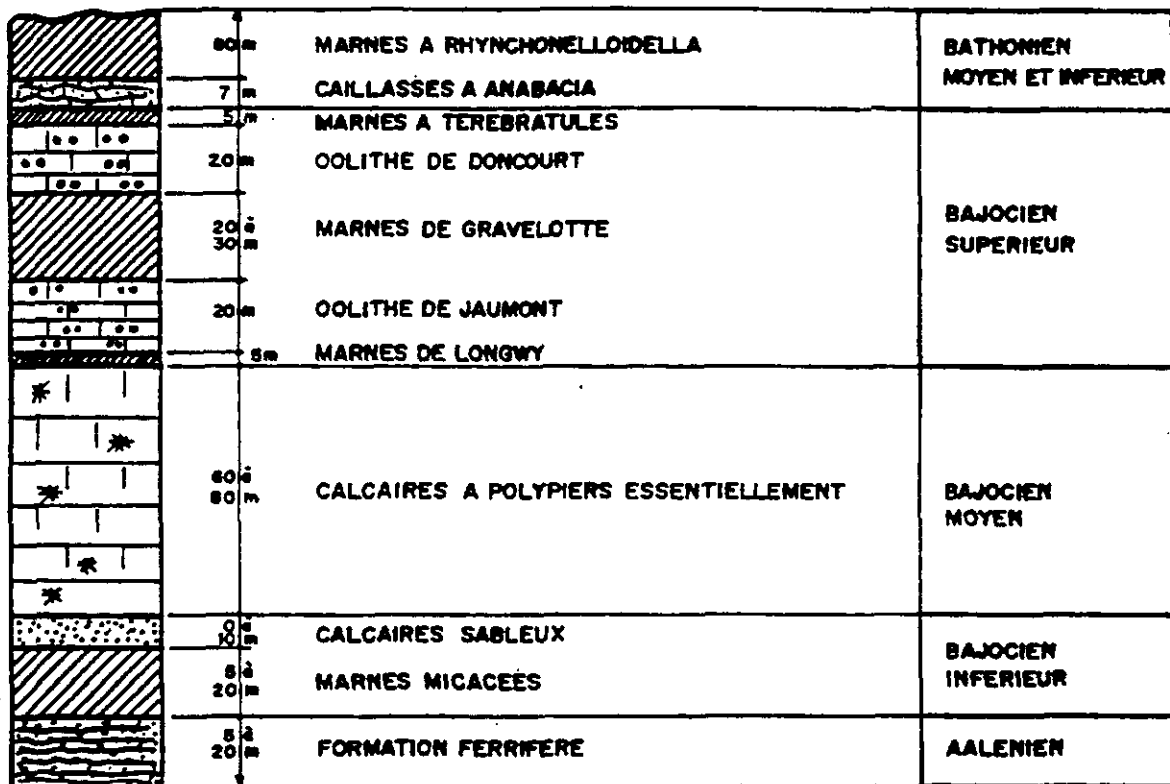 60 m MARNES A RHYNCHONELLOIDELLA BATHONIEN
MOYEN ET INFERIEUR
7 m CAILLASSES A ANABACIA
5 m MARNES A TEREBRATULES
20 m OOLITHE DE DONCOURT
20 à
30 m MARNES DE GRAVELOTTE BAJOCIEN
SUPERIEUR
20 m OOLITHE DE JAUMONT
5m MARNES DE LONGWY
60 à
80 m CALCAIRES A POLYPIERS ESSENTIELLEMENT BAJOCIEN
MOYEN
0 à
10 m CALCAIRES SABLEUX BAJOCIEN
INFERIEUR
5 à
20 m MARNES MICACEES
5 à
20 m FORMATION FERRIFERE AALENIEN